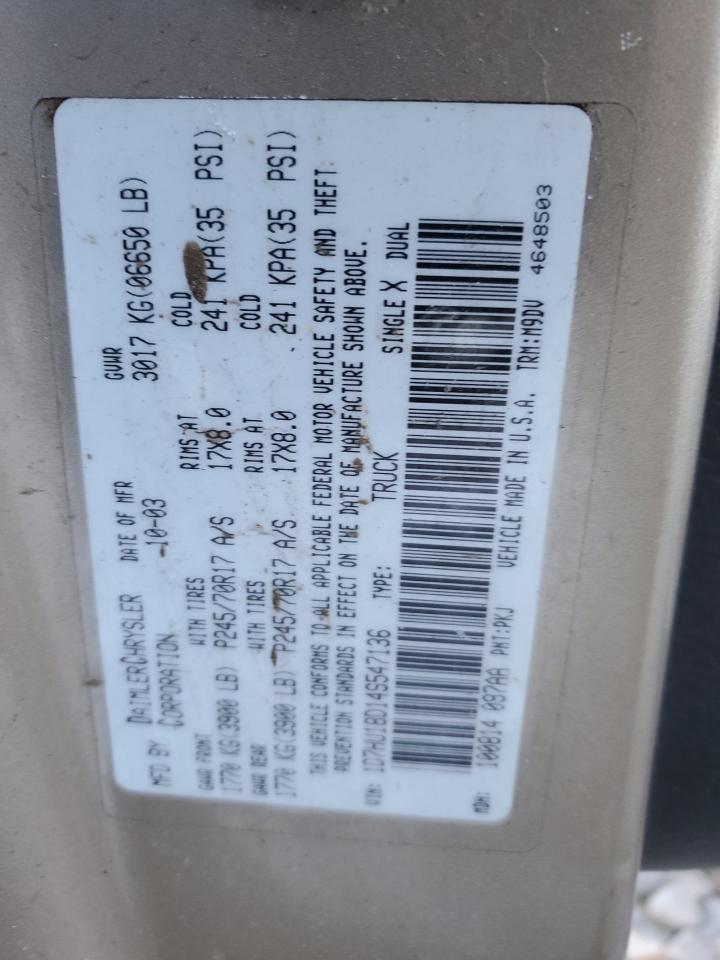 MFD BY DAIMLERCHRYSLER CORPORATION DATE OF MFR 10-03 GVWR 3017 KG(06650 LB)
GAWR FRONT WITH TIRES RIMS AT COLD
1770 KG(3900 LB) P245/70R17 A/S 17X8.0 241 KPA(35 PSI)
GAWR REAR WITH TIRES RIMS AT COLD
1770 KG(3900 LB) P245/70R17 A/S 17X8.0 241 KPA(35 PSI)
THIS VEHICLE CONFORMS TO ALL APPLICABLE FEDERAL MOTOR VEHICLE SAFETY AND THEFT
PREVENTION STANDARDS IN EFFECT ON THE DATE OF MANUFACTURE SHOWN ABOVE.
VIN: 1D7HU18D14S547136 TYPE: TRUCK SINGLE X DUAL
MDH: 100814 097AA PNT:PKJ VEHICLE MADE IN U.S.A. TRM:M9DV 4648503